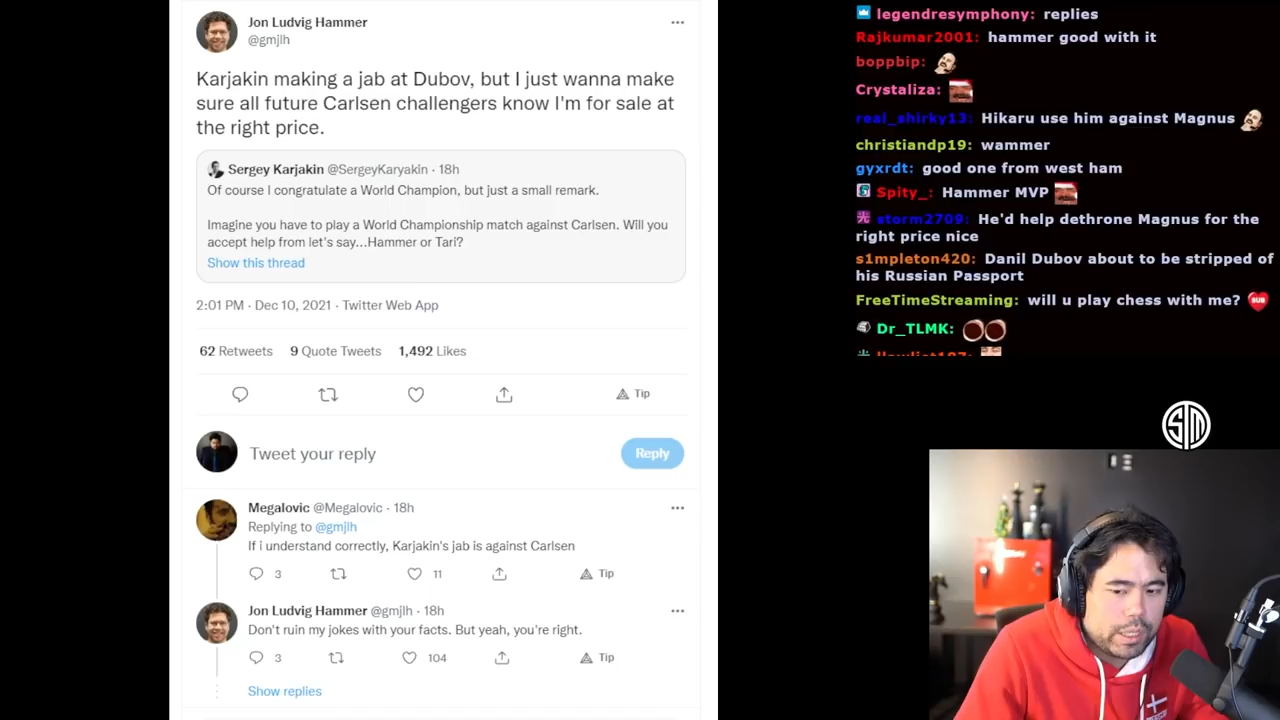 Jon Ludvig Hammer
@gmjlh
Karjakin making a jab at Dubov, but I just wanna make
sure all future Carlsen challengers know I'm for sale at
the right price.
Sergey Karjakin @SergeyKaryakin · 18h
Of course I congratulate a World Champion, but just a small remark.
Imagine you have to play a World Championship match against Carlsen. Will you
accept help from let's say...Hammer or Tari?
Show this thread
2:01 PM · Dec 10, 2021 · Twitter Web App
62 Retweets 9 Quote Tweets 1,492 Likes
Tip
Tweet your reply
Reply
Megalovic @Megalovic · 18h
Replying to @gmjlh
If i understand correctly, Karjakin's jab is against Carlsen
3 11 Tip
Jon Ludvig Hammer @gmjlh · 18h
Don't ruin my jokes with your facts. But yeah, you're right.
3 104 Tip
Show replies
legendresymphony: replies
Rajkumar2001: hammer good with it
boppbip:
Crystaliza:
real_shirky13: Hikaru use him against Magnus
christiandp19: wammer
gyxrdt: good one from west ham
Spity_: Hammer MVP
storm2709: He'd help dethrone Magnus for the
right price nice
s1mpleton420: Danil Dubov about to be stripped of
his Russian Passport
FreeTimeStreaming: will u play chess with me? SUB
Dr_TLMK:
TSM